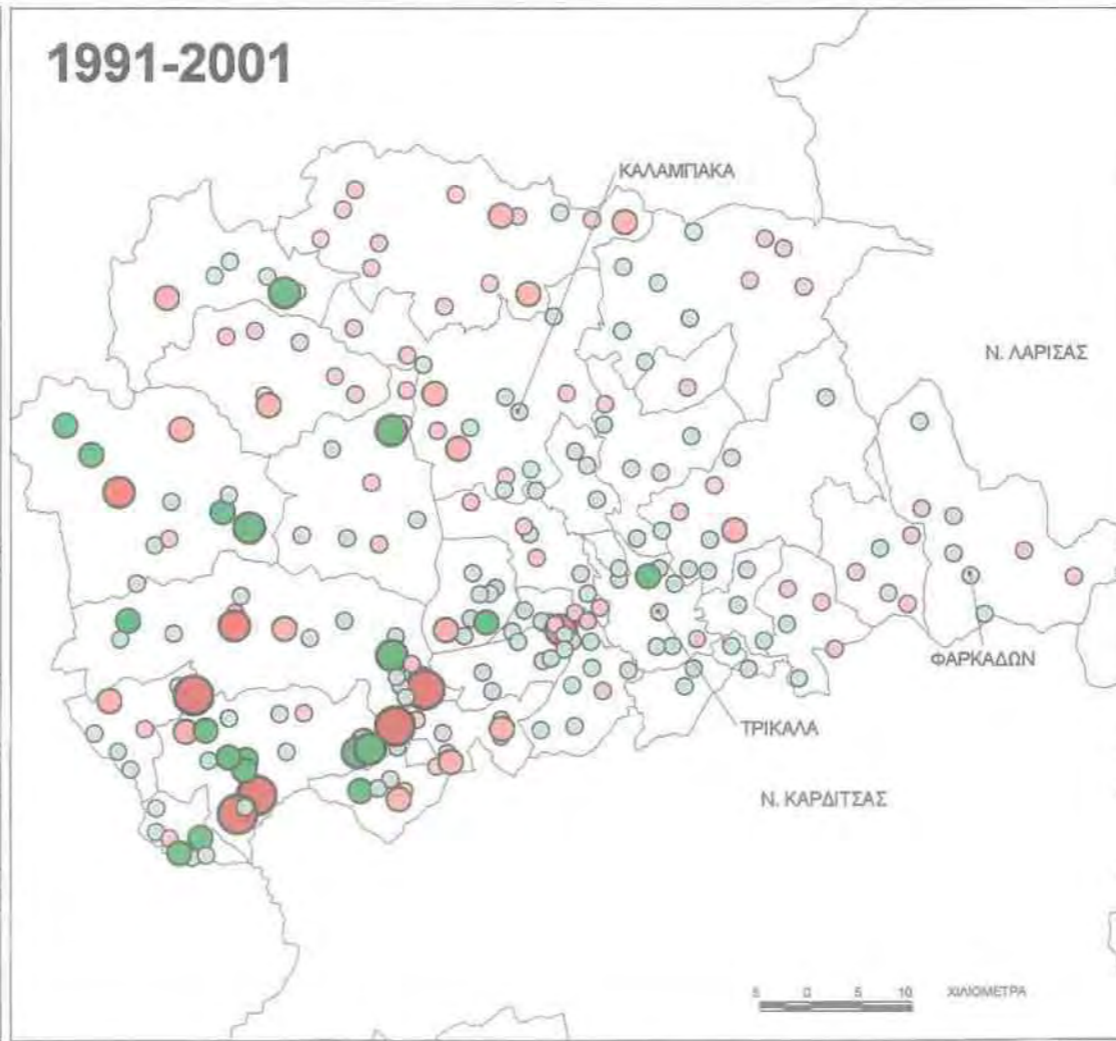 1991-2001
ΚΑΛΑΜΠΑΚΑ
Ν. ΛΑΡΙΣΑΣ
ΦΑΡΚΑΔΩΝ
ΤΡΙΚΑΛΑ
Ν. ΚΑΡΔΙΤΣΑΣ
5 0 5 10 ΧΙΛΙΟΜΕΤΡΑ